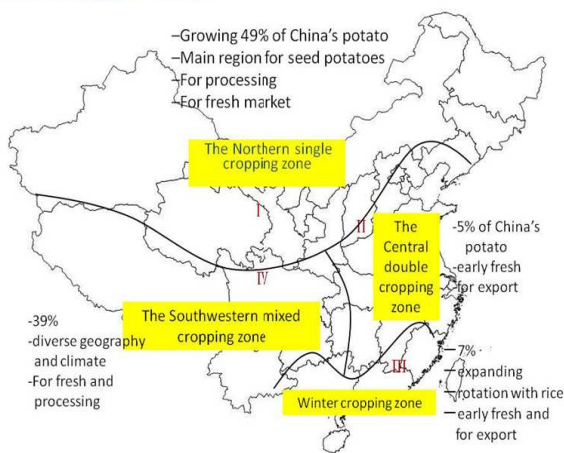 –Growing 49% of China's potato
–Main region for seed potatoes
–For processing
–For fresh market
The Northern single
cropping zone
I
II
The
Central
double
cropping
zone
-5% of China's
potato
-early fresh
-for export
IV
The Southwestern mixed
cropping zone
-39%
-diverse geography
and climate
-For fresh and
processing
III
Winter cropping zone
–7%
–expanding
–rotation with rice
–early fresh and
for export